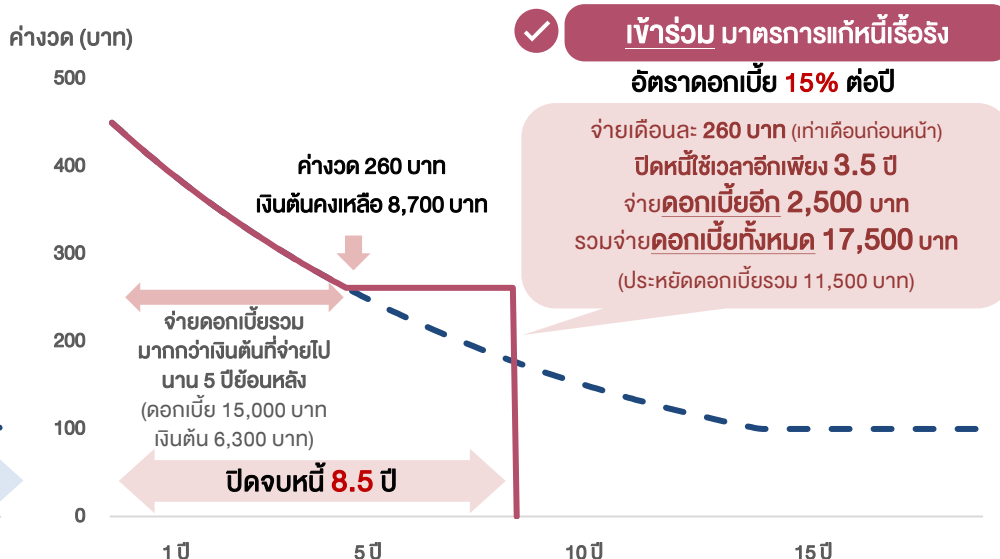 ค่างวด (บาท)
เข้าร่วม มาตรการแก้หนี้เรื้อรัง
อัตราดอกเบี้ย 15% ต่อปี
จ่ายเดือนละ 260 บาท (เท่าเดือนก่อนหน้า)
ปิดหนี้ใช้เวลาอีกเพียง 3.5 ปี
จ่ายดอกเบี้ยอีก 2,500 บาท
รวมจ่ายดอกเบี้ยทั้งหมด 17,500 บาท
(ประหยัดดอกเบี้ยรวม 11,500 บาท)
500
400
300
200
100
0
ค่างวด 260 บาท
เงินต้นคงเหลือ 8,700 บาท
จ่ายดอกเบี้ยรวม
มากกว่าเงินต้นที่จ่ายไป
นาน 5 ปีย้อนหลัง
(ดอกเบี้ย 15,000 บาท
เงินต้น 6,300 บาท)
ปิดจบหนี้ 8.5 ปี
1 ปี
5 ปี
10 ปี
15 ปี